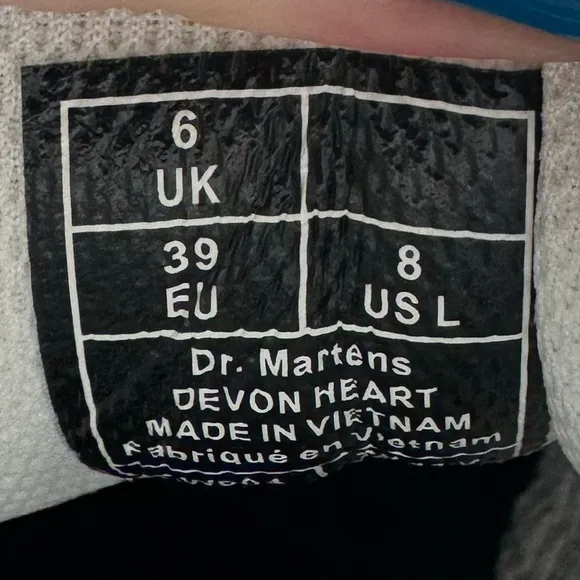 6
UK
39
EU
8
US L
Dr. Martens
DEVON HEART
MADE IN VIETNAM
Fabriqué en Vietnam